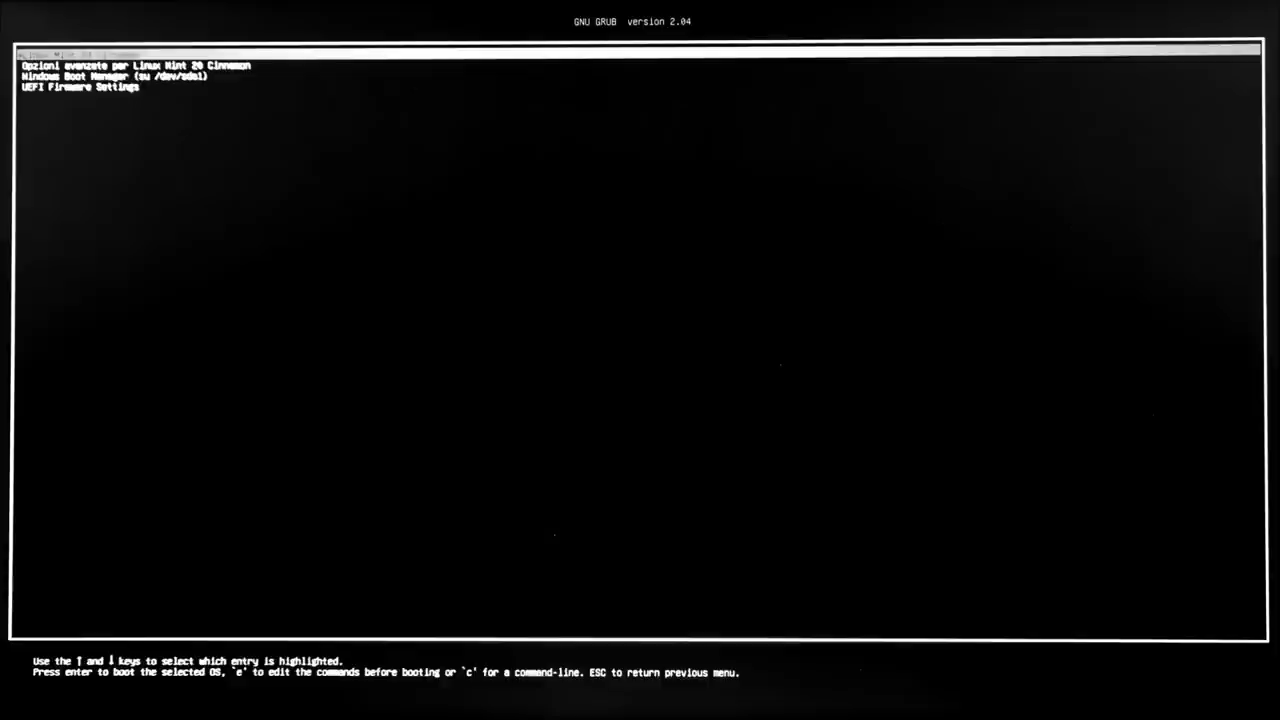 GNU GRUB version 2.04
Opzioni avanzate per Linux Mint 20 Cinnamon
Windows Boot Manager (su /dev/sda1)
UEFI Firmware Settings
Use the ↑ and ↓ keys to select which entry is highlighted.
Press enter to boot the selected OS, `e' to edit the commands before booting or `c' for a command-line. ESC to return previous menu.